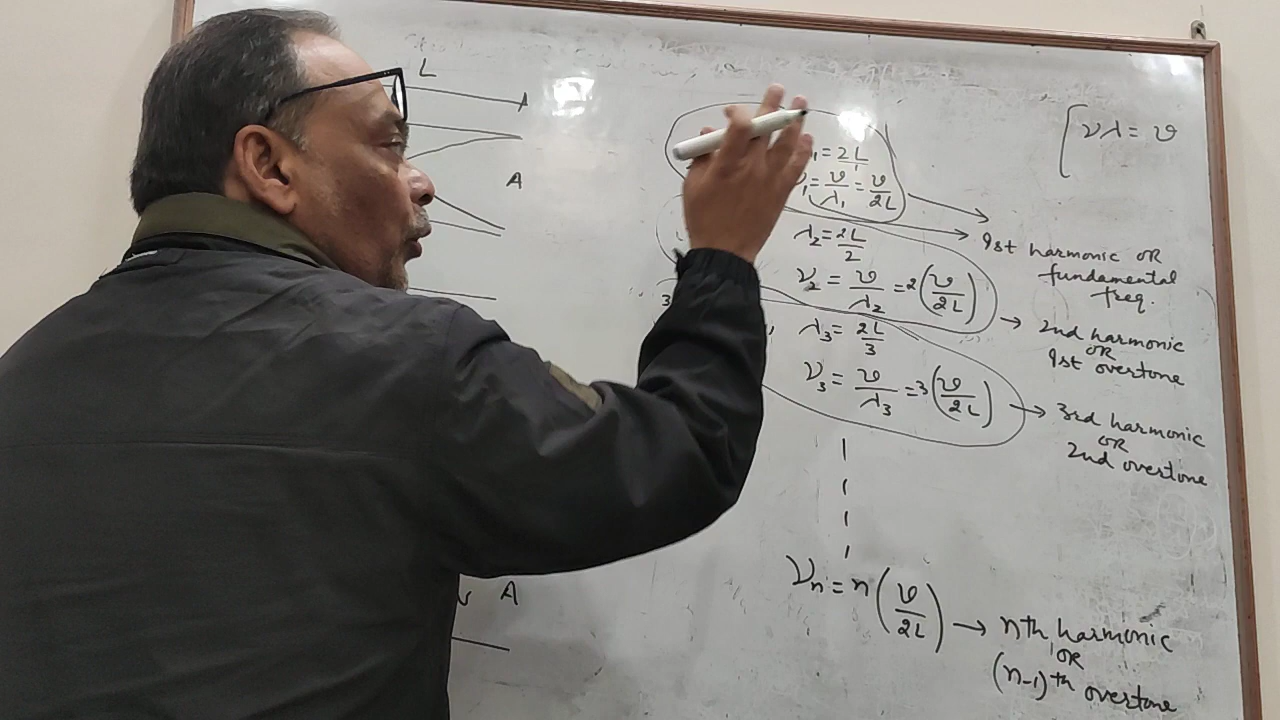 L
A
A
N A
νλ = v
λ₁ = 2L
ν₁ = v/λ₁ = v/2L
1st harmonic OR
fundamental
freq.
λ₂ = 2L/2
ν₂ = v/λ₂ = 2(v/2L)
2nd harmonic
OR
1st overtone
3
λ₃ = 2L/3
ν₃ = v/λ₃ = 3(v/2L)
3rd harmonic
OR
2nd overtone
νₙ = n(v/2L) → nth harmonic
OR
(n-1)ᵗʰ overtone